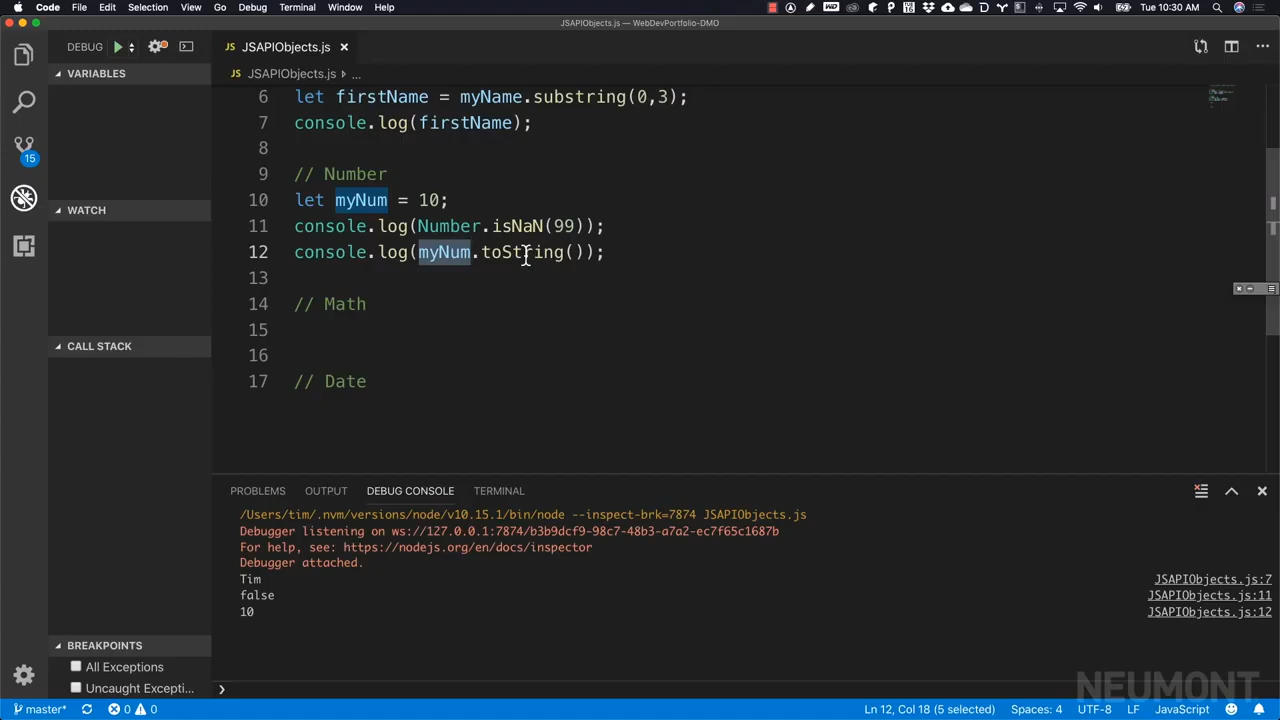 Code File Edit Selection View Go Debug Terminal Window Help
Tue 10:30 AM
JSAPIObjects.js — WebDevPortfolio-DMO
DEBUG
JS JSAPIObjects.js
VARIABLES
JS JSAPIObjects.js ...
6 let firstName = myName.substring(0,3);
7 console.log(firstName);
8
9 // Number
10 let myNum = 10;
11 console.log(Number.isNaN(99));
12 console.log(myNum.toString());
13
14 // Math
15
16
17 // Date
15
WATCH
CALL STACK
BREAKPOINTS
All Exceptions
Uncaught Excepti...
PROBLEMS OUTPUT DEBUG CONSOLE TERMINAL
/Users/tim/.nvm/versions/node/v10.15.1/bin/node --inspect-brk=7874 JSAPIObjects.js
Debugger listening on ws://127.0.0.1:7874/b3b9dcf9-98c7-48b3-a7a2-ec7f65c1687b
For help, see: https://nodejs.org/en/docs/inspector
Debugger attached.
Tim JSAPIObjects.js:7
false JSAPIObjects.js:11
10 JSAPIObjects.js:12
NEUMONT
master* 0 0 Ln 12, Col 18 (5 selected) Spaces: 4 UTF-8 LF JavaScript